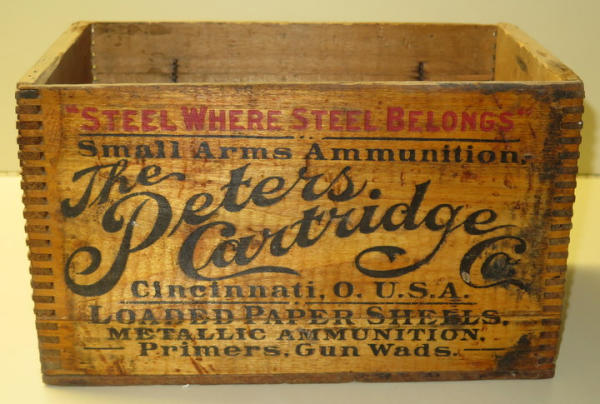 "STEEL WHERE STEEL BELONGS"
Small Arms Ammunition.
The
Peters
Cartridge
Co.
Cincinnati, O. U.S.A.
LOADED PAPER SHELLS,
METALLIC AMMUNITION,
Primers, Gun Wads.